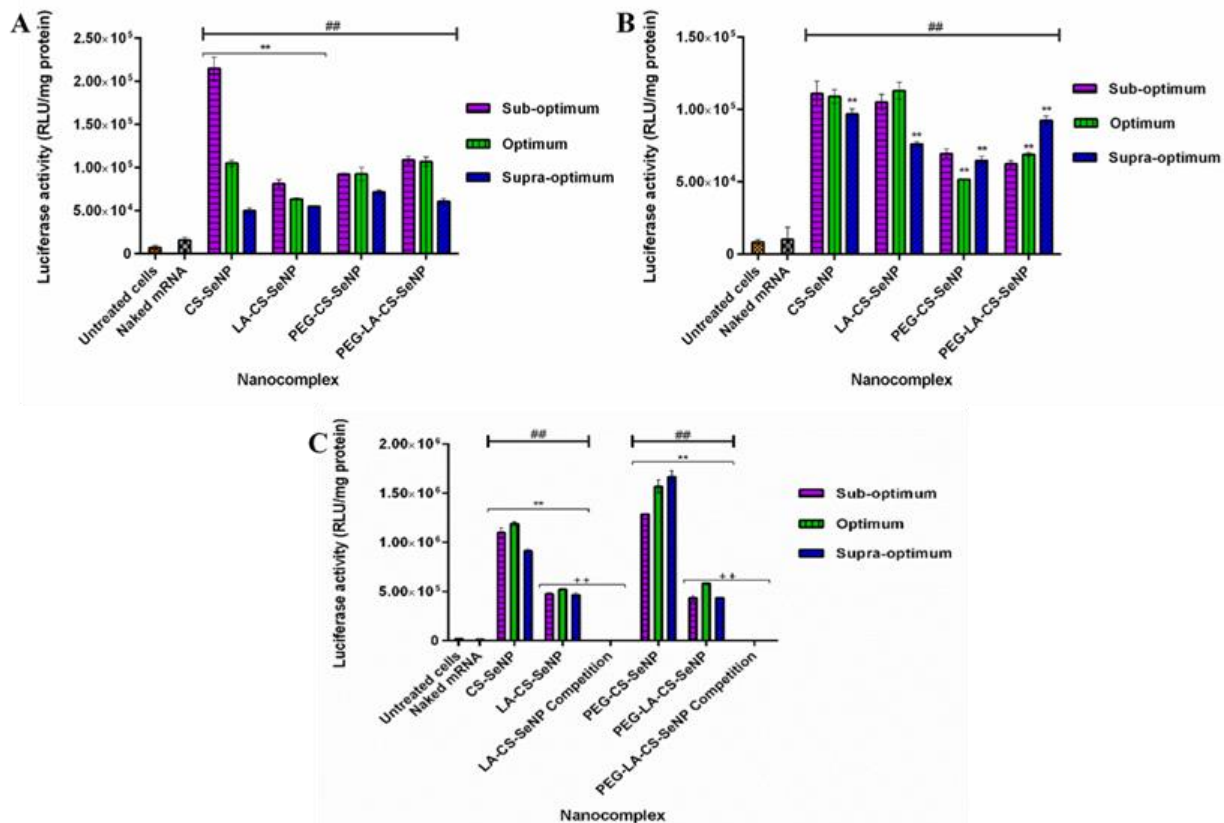 A
##
**
Luciferase activity (RLU/mg protein)
2.50×10⁵
2.00×10⁵
1.50×10⁵
1.00×10⁵
5.00×10⁴
0
Untreated cells
Naked mRNA
CS-SeNP
LA-CS-SeNP
PEG-CS-SeNP
PEG-LA-CS-SeNP
Nanocomplex
Sub-optimum
Optimum
Supra-optimum
B
##
**
**
**
**
**
**
**
Luciferase activity (RLU/mg protein)
1.50×10⁵
1.00×10⁵
5.00×10⁴
0
Untreated cells
Naked mRNA
CS-SeNP
LA-CS-SeNP
PEG-CS-SeNP
PEG-LA-CS-SeNP
Nanocomplex
Sub-optimum
Optimum
Supra-optimum
C
##
##
**
**
++
++
Luciferase activity (RLU/mg protein)
2.00×10⁶
1.50×10⁶
1.00×10⁶
5.00×10⁵
0
Untreated cells
Naked mRNA
CS-SeNP
LA-CS-SeNP
LA-CS-SeNP Competition
PEG-CS-SeNP
PEG-LA-CS-SeNP
PEG-LA-CS-SeNP Competition
Nanocomplex
Sub-optimum
Optimum
Supra-optimum